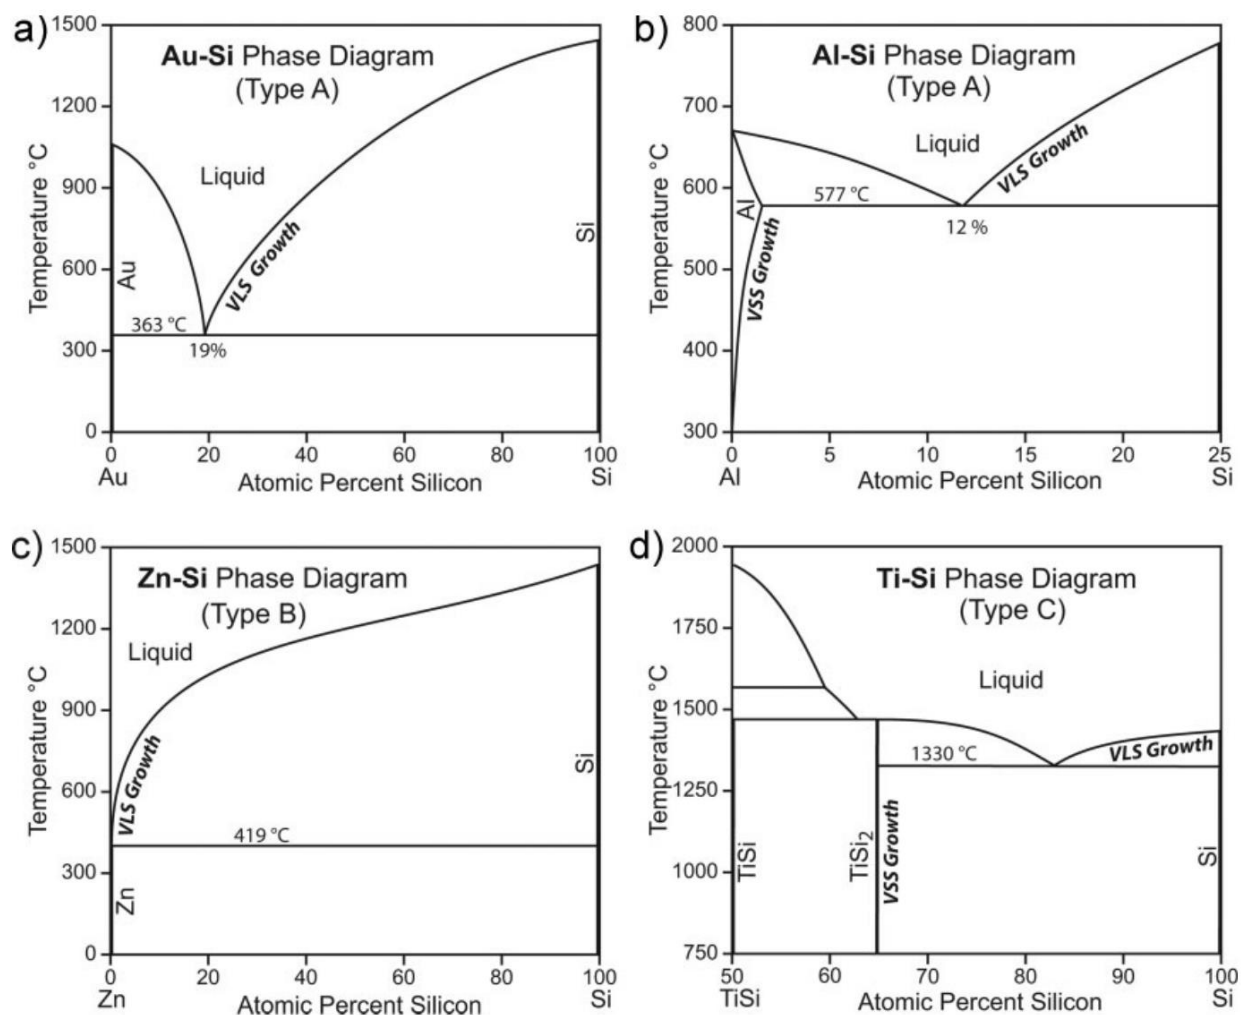 a)
Au-Si Phase Diagram
(Type A)
Temperature °C
1500
1200
900
600
300
0
Liquid
VLS Growth
Au
Si
363 °C
19%
0 20 40 60 80 100
Au Atomic Percent Silicon Si
b)
Al-Si Phase Diagram
(Type A)
Temperature °C
800
700
600
500
400
300
Liquid
VLS Growth
577 °C
Al
12 %
VSS Growth
0 5 10 15 20 25
Al Atomic Percent Silicon Si
c)
Zn-Si Phase Diagram
(Type B)
Temperature °C
1500
1200
900
600
300
0
Liquid
VLS Growth
Si
419 °C
Zn
0 20 40 60 80 100
Zn Atomic Percent Silicon Si
d)
Ti-Si Phase Diagram
(Type C)
Temperature °C
2000
1750
1500
1250
1000
750
Liquid
1330 °C
VLS Growth
TiSi
TiSi2
VSS Growth
Si
50 60 70 80 90 100
TiSi Atomic Percent Silicon Si